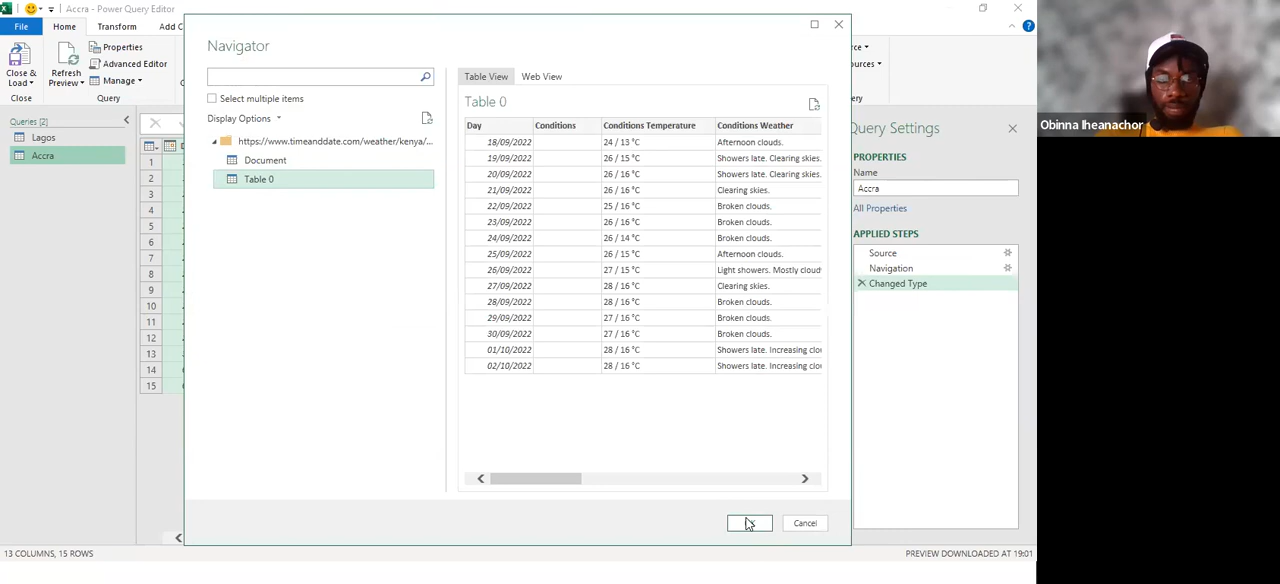 Accra - Power Query Editor
File Home Transform Add C
Close &
Load
Close
Refresh
Preview
Properties
Advanced Editor
Manage
Query
Queries [2]
Lagos
Accra
1
2
3
4
5
6
7
8
9
10
11
12
13
14
15
Navigator
Select multiple items
Display Options
https://www.timeanddate.com/weather/kenya/...
Document
Table 0
Table View Web View
Table 0
Day Conditions Conditions Temperature Conditions Weather
18/09/2022 24 / 13 °C Afternoon clouds.
19/09/2022 26 / 15 °C Showers late. Clearing skies.
20/09/2022 26 / 16 °C Showers late. Clearing skies.
21/09/2022 26 / 16 °C Clearing skies.
22/09/2022 25 / 16 °C Broken clouds.
23/09/2022 26 / 16 °C Broken clouds.
24/09/2022 26 / 14 °C Broken clouds.
25/09/2022 26 / 15 °C Afternoon clouds.
26/09/2022 27 / 15 °C Light showers. Mostly cloud
27/09/2022 28 / 16 °C Clearing skies.
28/09/2022 28 / 16 °C Broken clouds.
29/09/2022 27 / 16 °C Broken clouds.
30/09/2022 27 / 16 °C Broken clouds.
01/10/2022 28 / 16 °C Showers late. Increasing clou
02/10/2022 28 / 16 °C Showers late. Increasing clou
Cancel
rce
ources
ery
Query Settings
PROPERTIES
Name
Accra
All Properties
APPLIED STEPS
Source
Navigation
Changed Type
13 COLUMNS, 15 ROWS
PREVIEW DOWNLOADED AT 19:01
Obinna Iheanachor